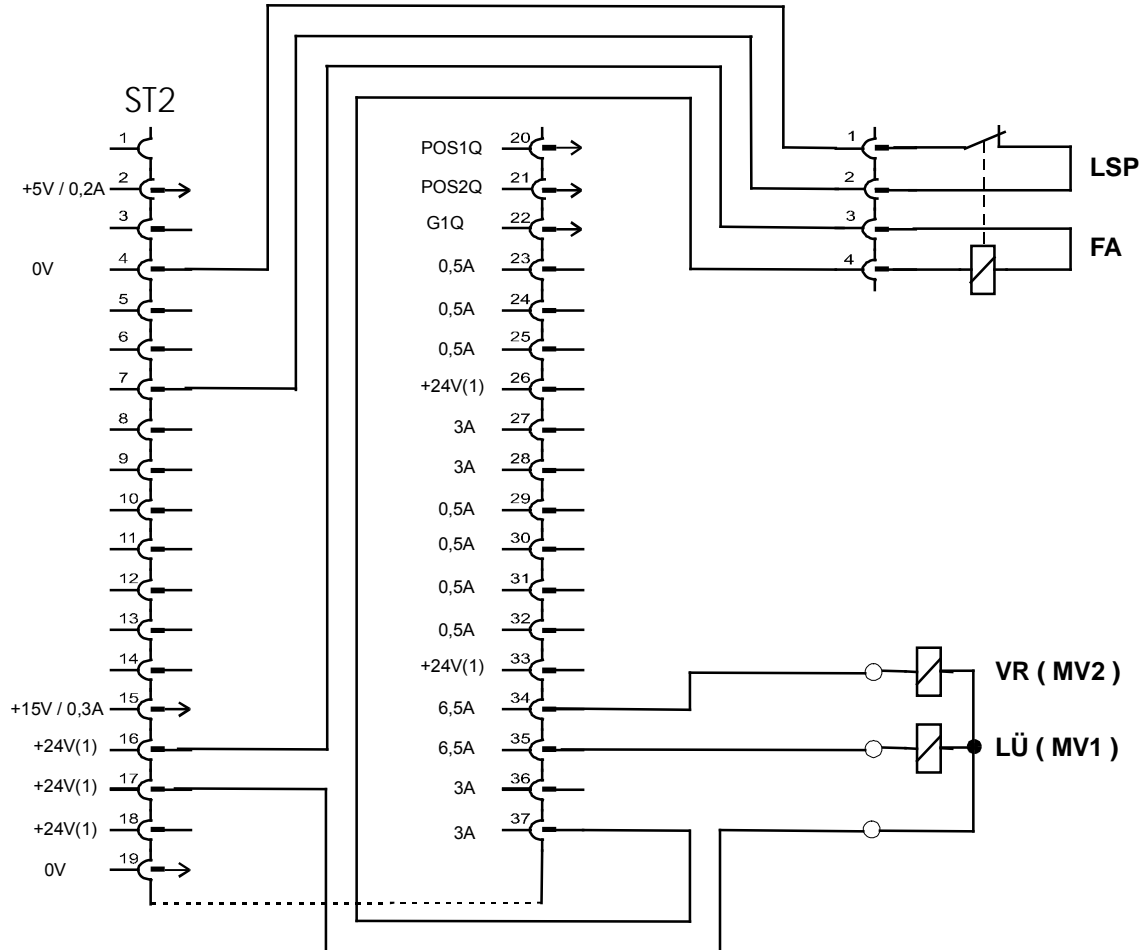 ST2
1
+5V / 0,2A 2
3
0V 4
5
6
7
8
9
10
11
12
13
14
+15V / 0,3A 15
+24V(1) 16
+24V(1) 17
+24V(1) 18
0V 19
POS1Q 20
POS2Q 21
G1Q 22
0,5A 23
0,5A 24
0,5A 25
+24V(1) 26
3A 27
3A 28
0,5A 29
0,5A 30
0,5A 31
0,5A 32
+24V(1) 33
6,5A 34
6,5A 35
3A 36
3A 37
1
2
3
4
LSP
FA
VR ( MV2 )
LÜ ( MV1 )